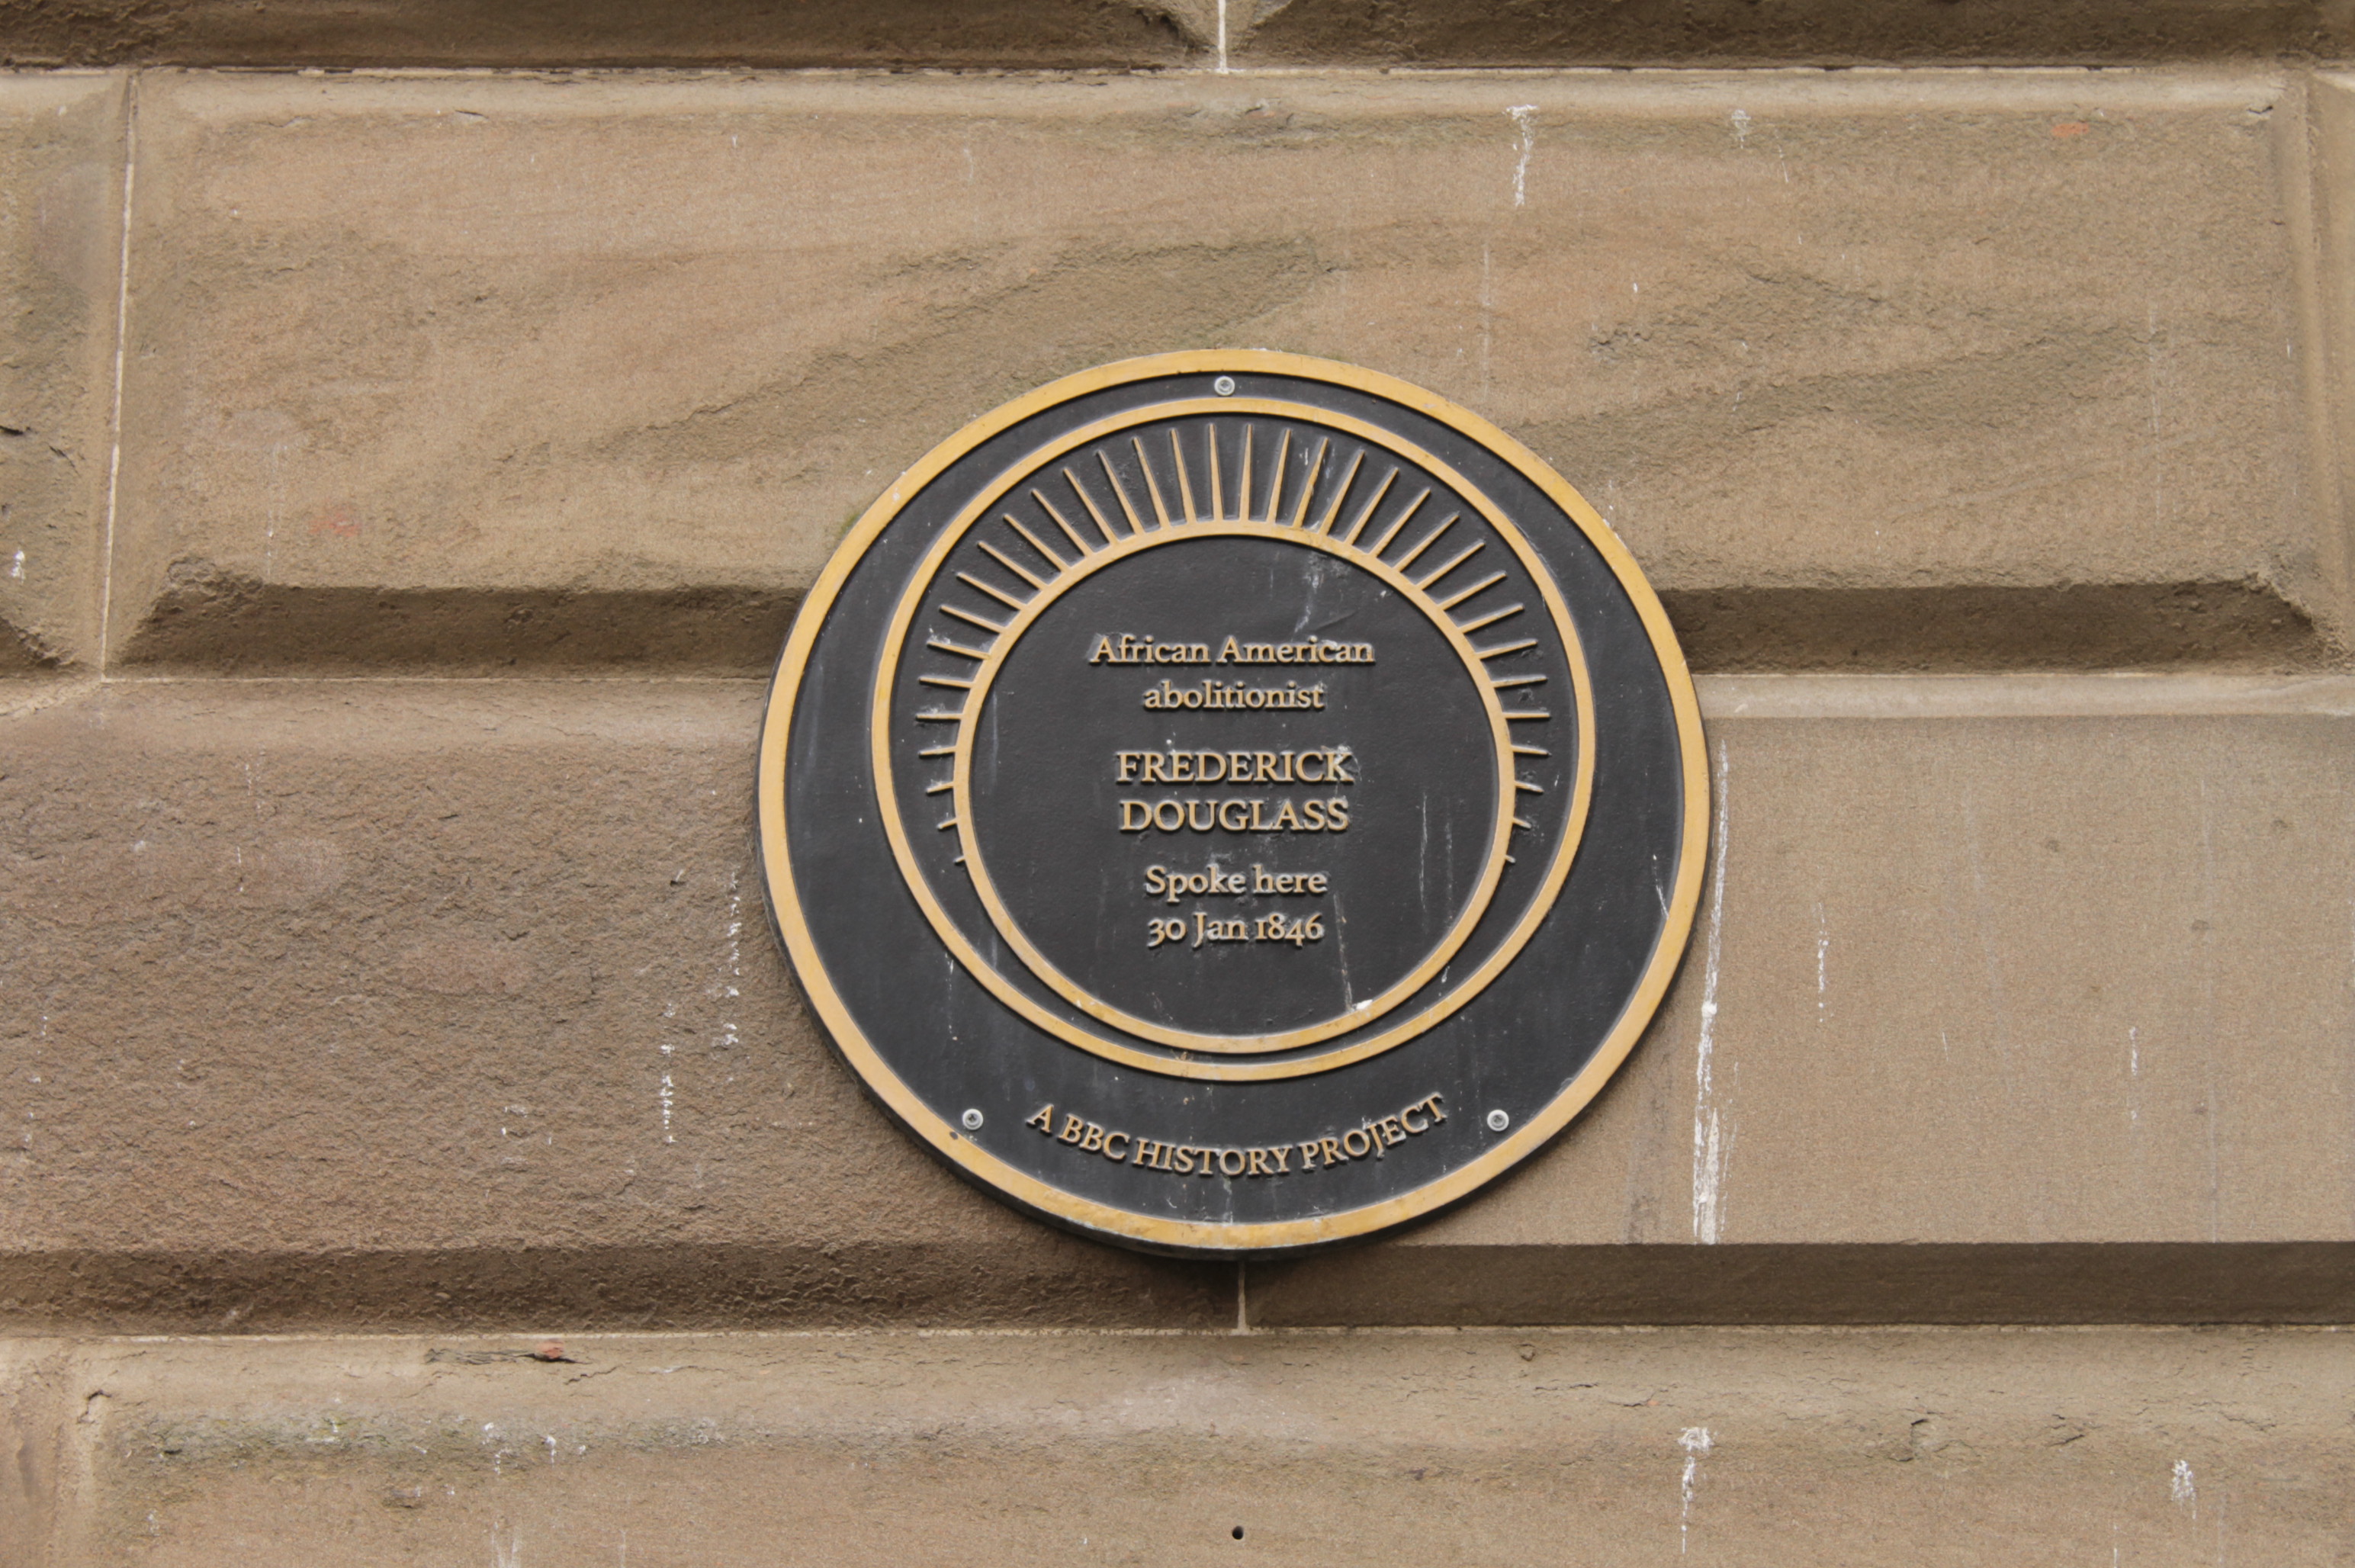 African American
abolitionist
FREDERICK
DOUGLASS
Spoke here
30 Jan 1846
A BBC HISTORY PROJECT